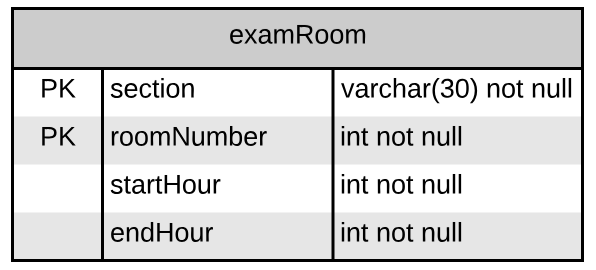 examRoom
PK section varchar(30) not null
PK roomNumber int not null
startHour int not null
endHour int not null